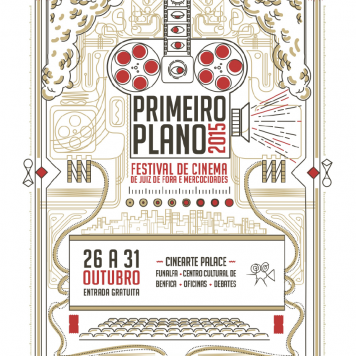 PRIMEIRO
PLANO 2015
FESTIVAL DE CINEMA
DE JUIZ DE FORA E MERCOCIDADES
26 A 31
OUTUBRO
ENTRADA GRATUITA
— CINEARTE PALACE —
FUNALFA • CENTRO CULTURAL DE
BENFICA • OFICINAS • DEBATES